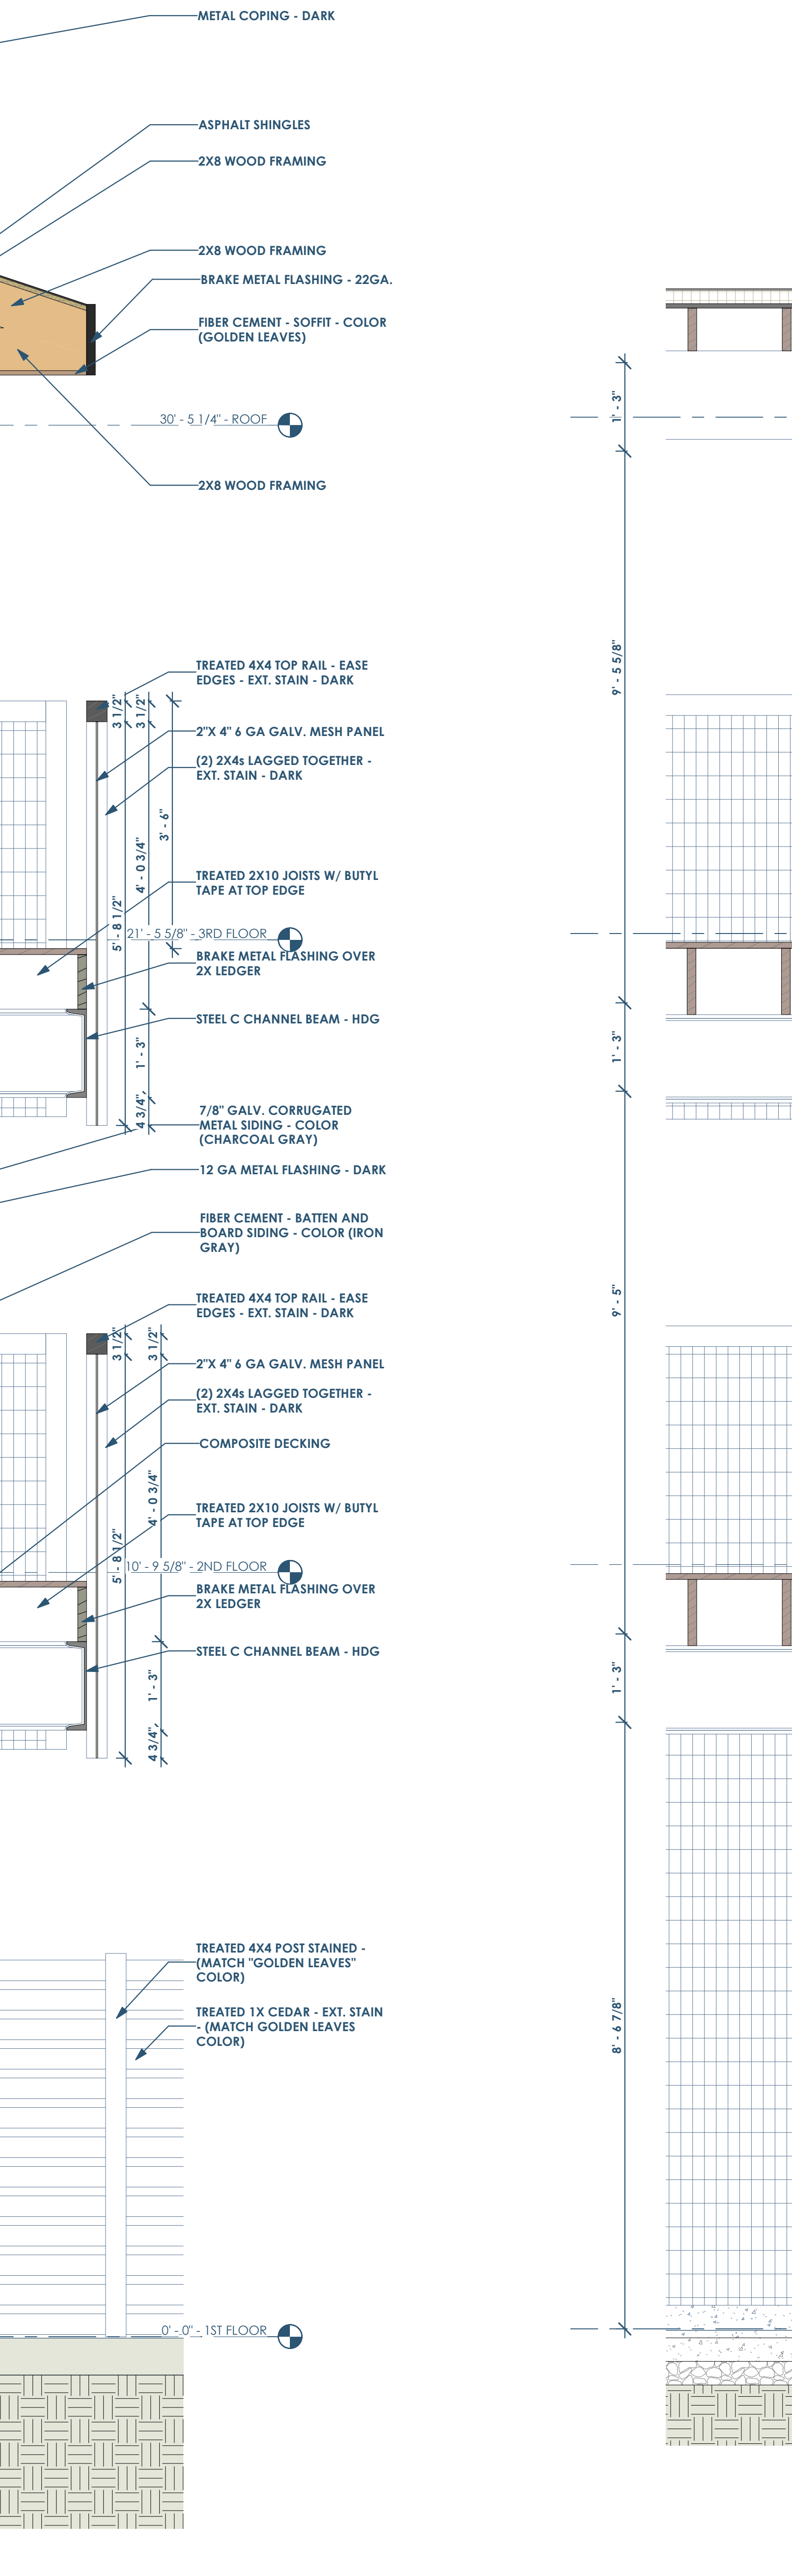 METAL COPING - DARK
ASPHALT SHINGLES
2X8 WOOD FRAMING
2X8 WOOD FRAMING
BRAKE METAL FLASHING - 22GA.
FIBER CEMENT - SOFFIT - COLOR
(GOLDEN LEAVES)
1' - 3"
30' - 5 1/4" - ROOF
2X8 WOOD FRAMING
9' - 5 5/8"
TREATED 4X4 TOP RAIL - EASE
EDGES - EXT. STAIN - DARK
3 1/2"
3 1/2"
2"X 4" 6 GA GALV. MESH PANEL
(2) 2X4s LAGGED TOGETHER -
EXT. STAIN - DARK
3' - 6"
4' - 0 3/4"
TREATED 2X10 JOISTS W/ BUTYL
TAPE AT TOP EDGE
5' - 8 1/2"
21' - 5 5/8" - 3RD FLOOR
BRAKE METAL FLASHING OVER
2X LEDGER
STEEL C CHANNEL BEAM - HDG
1' - 3"
1' - 3"
4 3/4"
7/8" GALV. CORRUGATED
METAL SIDING - COLOR
(CHARCOAL GRAY)
12 GA METAL FLASHING - DARK
FIBER CEMENT - BATTEN AND
BOARD SIDING - COLOR (IRON
GRAY)
9' - 5"
TREATED 4X4 TOP RAIL - EASE
EDGES - EXT. STAIN - DARK
3 1/2"
3 1/2"
2"X 4" 6 GA GALV. MESH PANEL
(2) 2X4s LAGGED TOGETHER -
EXT. STAIN - DARK
COMPOSITE DECKING
4' - 0 3/4"
TREATED 2X10 JOISTS W/ BUTYL
TAPE AT TOP EDGE
5' - 8 1/2"
10' - 9 5/8" - 2ND FLOOR
BRAKE METAL FLASHING OVER
2X LEDGER
STEEL C CHANNEL BEAM - HDG
1' - 3"
1' - 3"
4 3/4"
TREATED 4X4 POST STAINED -
(MATCH "GOLDEN LEAVES"
COLOR)
TREATED 1X CEDAR - EXT. STAIN
- (MATCH GOLDEN LEAVES
COLOR)
8' - 6 7/8"
0' - 0" - 1ST FLOOR